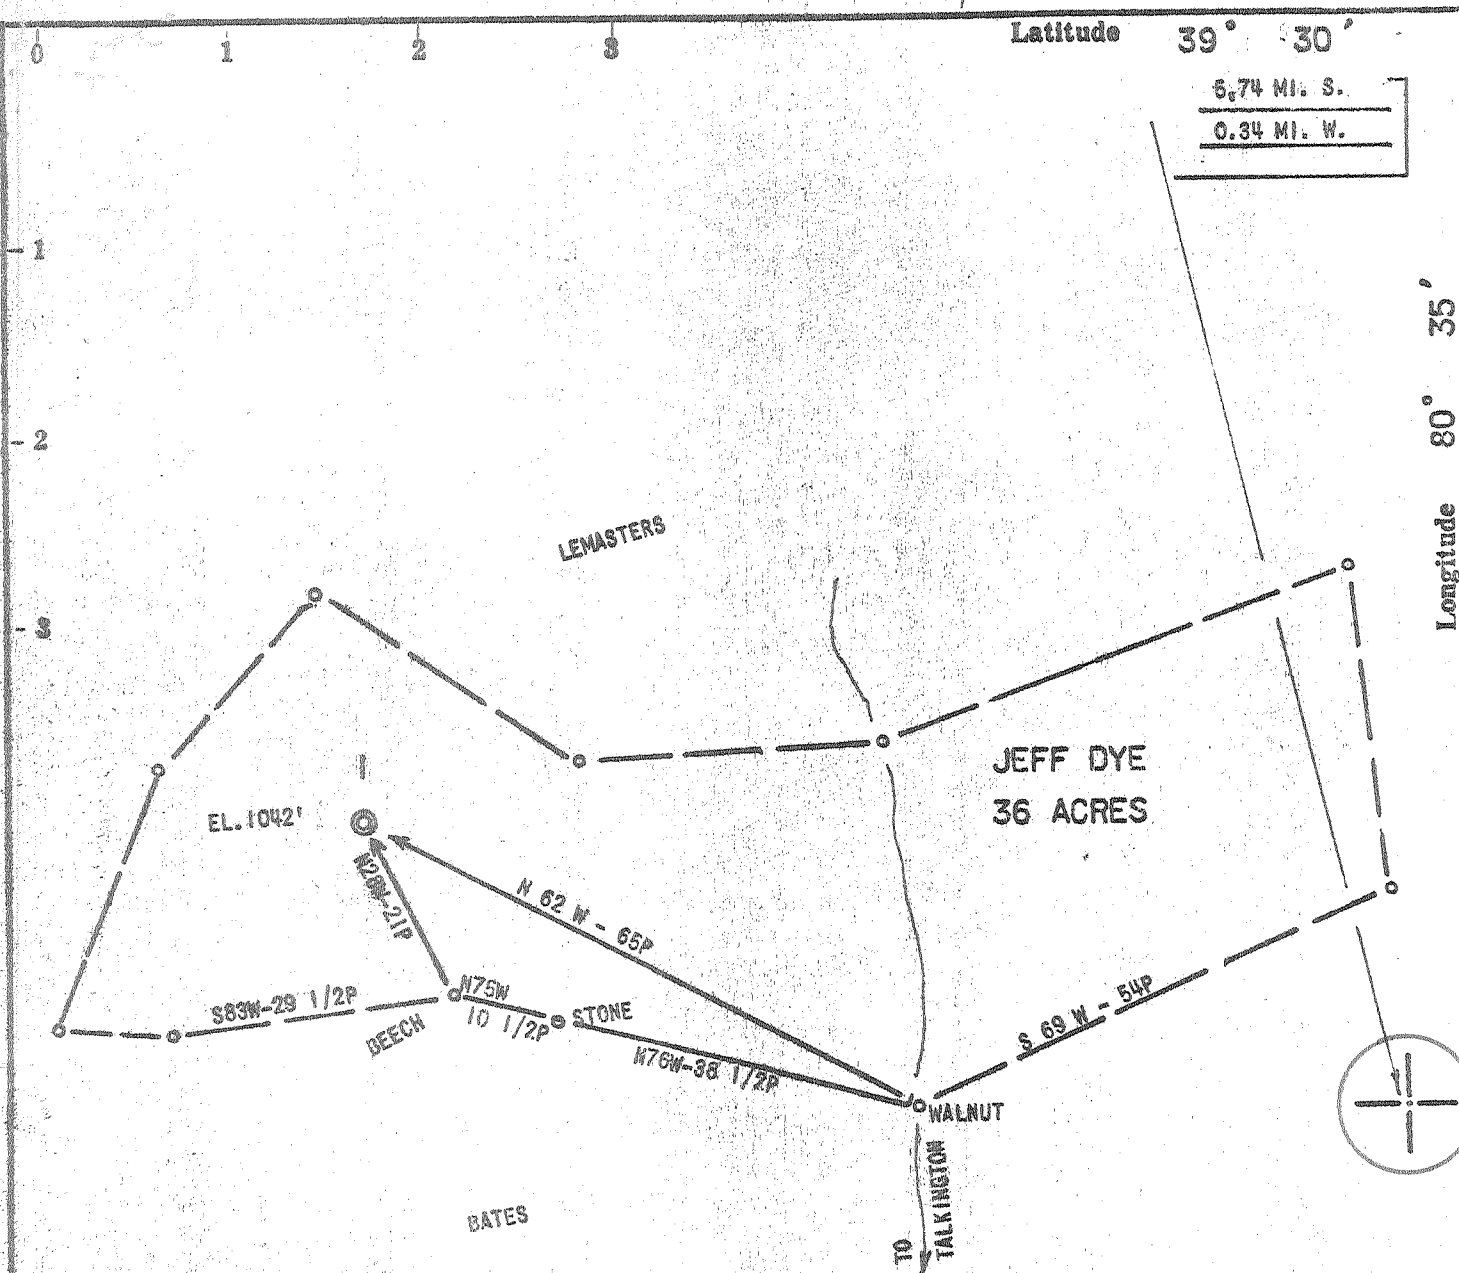 0 1 2 3
Latitude 39° 30'
6.74 MI. S.
0.34 MI. W.
1
2
Longitude 80° 35'
LEMASTERS
1
EL. 1042'
JEFF DYE
36 ACRES
N28W-21P
N 62 W - 65P
S83W-29 1/2P
BEECH
N75W
10 1/2P
STONE
N76W-38 1/2P
S 69 W - 54P
WALNUT
BATES
TO
TALKINGTON